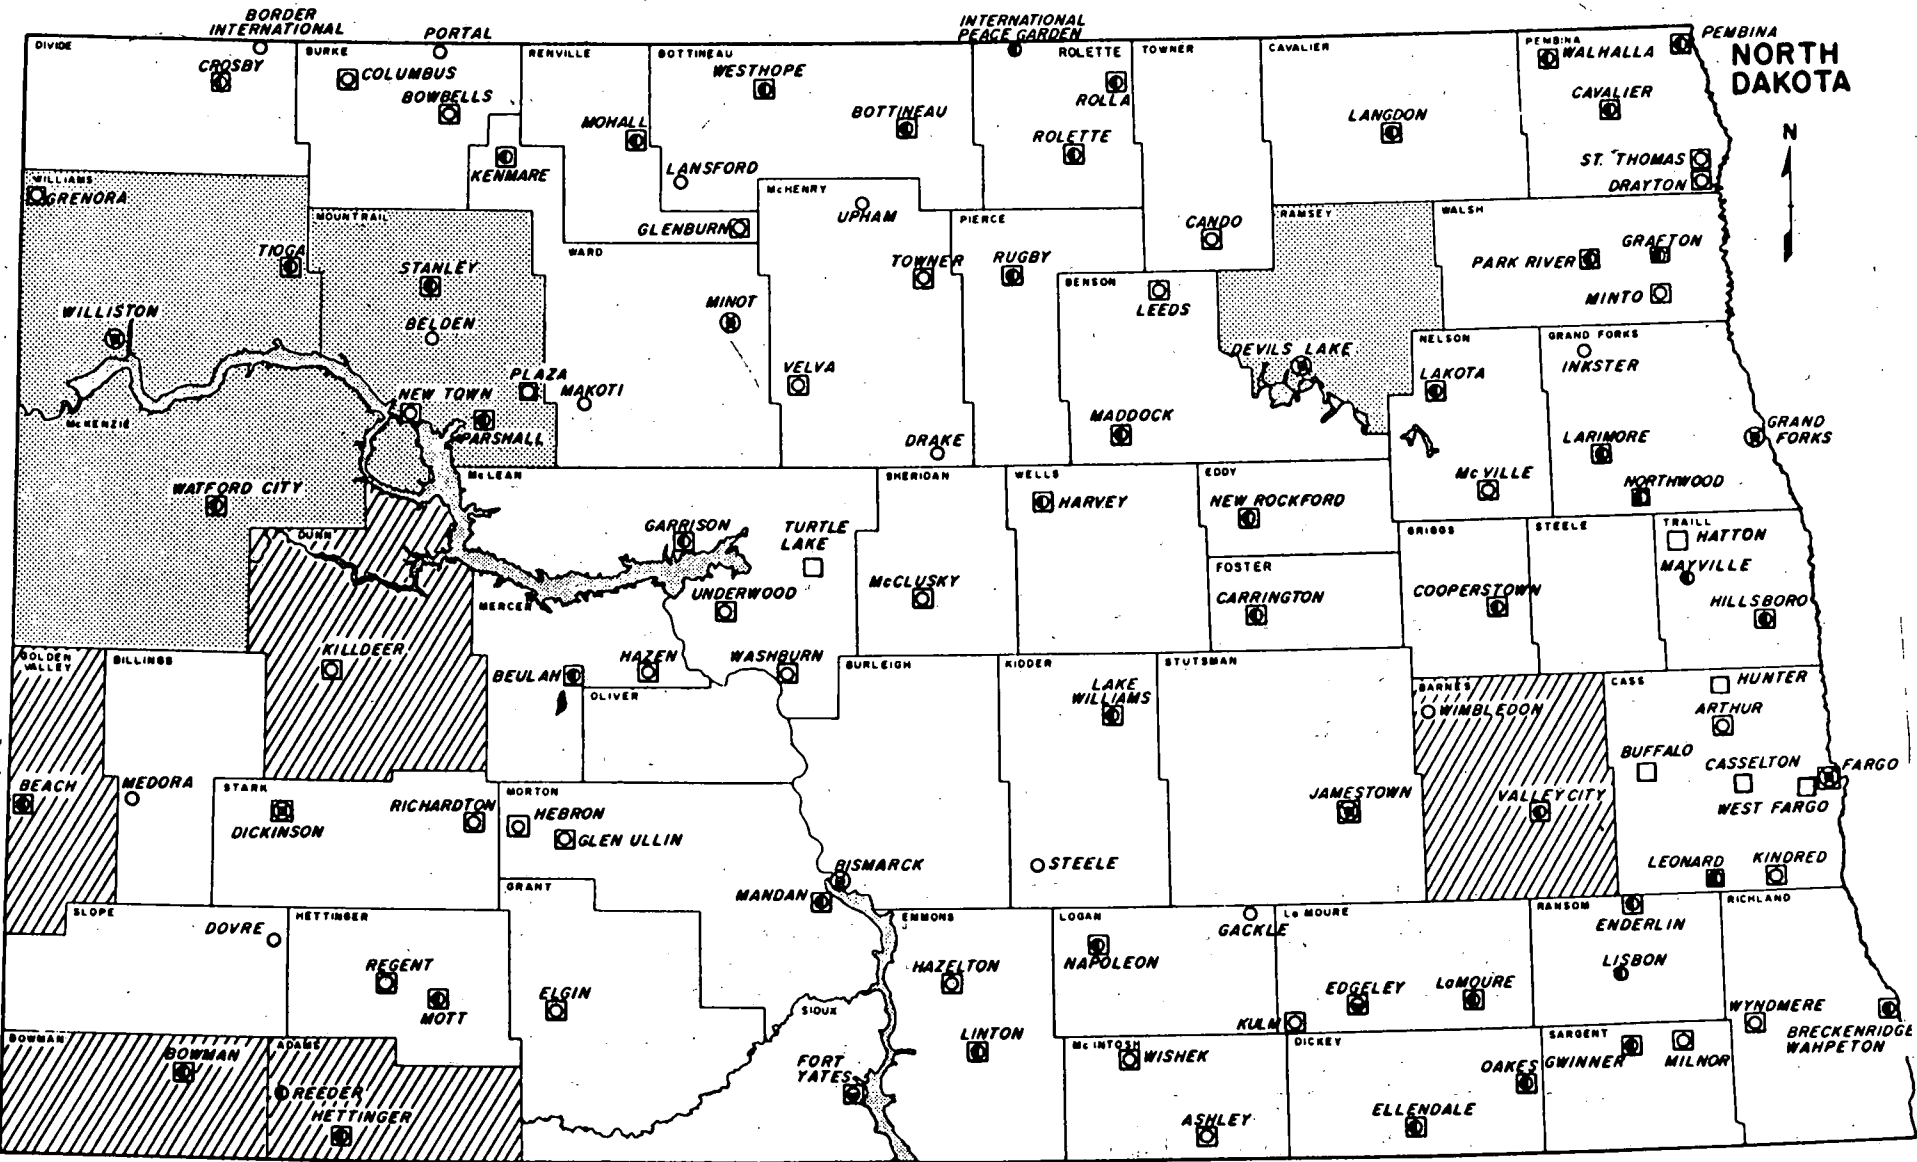 BORDER
INTERNATIONAL
PORTAL
INTERNATIONAL
PEACE GARDEN
PEMBINA
NORTH
DAKOTA
N
DIVIDE
CROSBY
BURKE
COLUMBUS
BOWBELLS
RENVILLE
MOHALL
KENMARE
BOTTINEAU
WESTHOPE
BOTTINEAU
LANSFORD
ROLETTE
ROLLA
ROLETTE
TOWNER
CAVALIER
LANGDON
PEMBINA
WALHALLA
CAVALIER
ST. THOMAS
DRAYTON
WILLIAMS
GRENORA
TIOGA
WILLISTON
MOUNTRAIL
STANLEY
BELDEN
PLAZA
NEW TOWN
PARSHALL
GLENBURN
WARD
MINOT
MAKOTI
McHENRY
UPHAM
TOWNER
VELVA
DRAKE
PIERCE
RUGBY
CANDO
BENSON
LEEDS
MADDOCK
RAMSEY
DEVILS LAKE
WALSH
PARK RIVER
GRAFTON
MINTO
NELSON
LAKOTA
McVILLE
GRAND FORKS
INKSTER
LARIMORE
NORTHWOOD
GRAND
FORKS
McKENZIE
WATFORD CITY
DUNN
KILLDEER
McLEAN
GARRISON
TURTLE
LAKE
UNDERWOOD
WASHBURN
MERCER
BEULAH
HAZEN
OLIVER
SHERIDAN
McCLUSKY
WELLS
HARVEY
EDDY
NEW ROCKFORD
FOSTER
CARRINGTON
GRIGGS
COOPERSTOWN
STEELE
TRAILL
HATTON
MAYVILLE
HILLSBORO
GOLDEN
VALLEY
BEACH
BILLINGS
MEDORA
STARK
DICKINSON
RICHARDTON
MORTON
HEBRON
GLEN ULLIN
MANDAN
BURLEIGH
BISMARCK
KIDDER
LAKE
WILLIAMS
STEELE
STUTSMAN
JAMESTOWN
BARNES
WIMBLEDON
VALLEY CITY
CASS
HUNTER
ARTHUR
BUFFALO
CASSELTON
FARGO
WEST FARGO
LEONARD
KINDRED
SLOPE
DOVRE
HETTINGER
REGENT
MOTT
GRANT
ELGIN
SIOUX
FORT
YATES
EMMONS
HAZELTON
LINTON
LOGAN
NAPOLEON
GACKLE
LaMOURE
EDGELEY
LaMOURE
KULM
RANSOM
ENDERLIN
LISBON
RICHLAND
WYNDMERE
BRECKENRIDGE
WAHPETON
BOWMAN
BOWMAN
ADAMS
REEDER
HETTINGER
McINTOSH
WISHEK
ASHLEY
DICKEY
OAKES
ELLENDALE
SARGENT
GWINNER
MILNOR